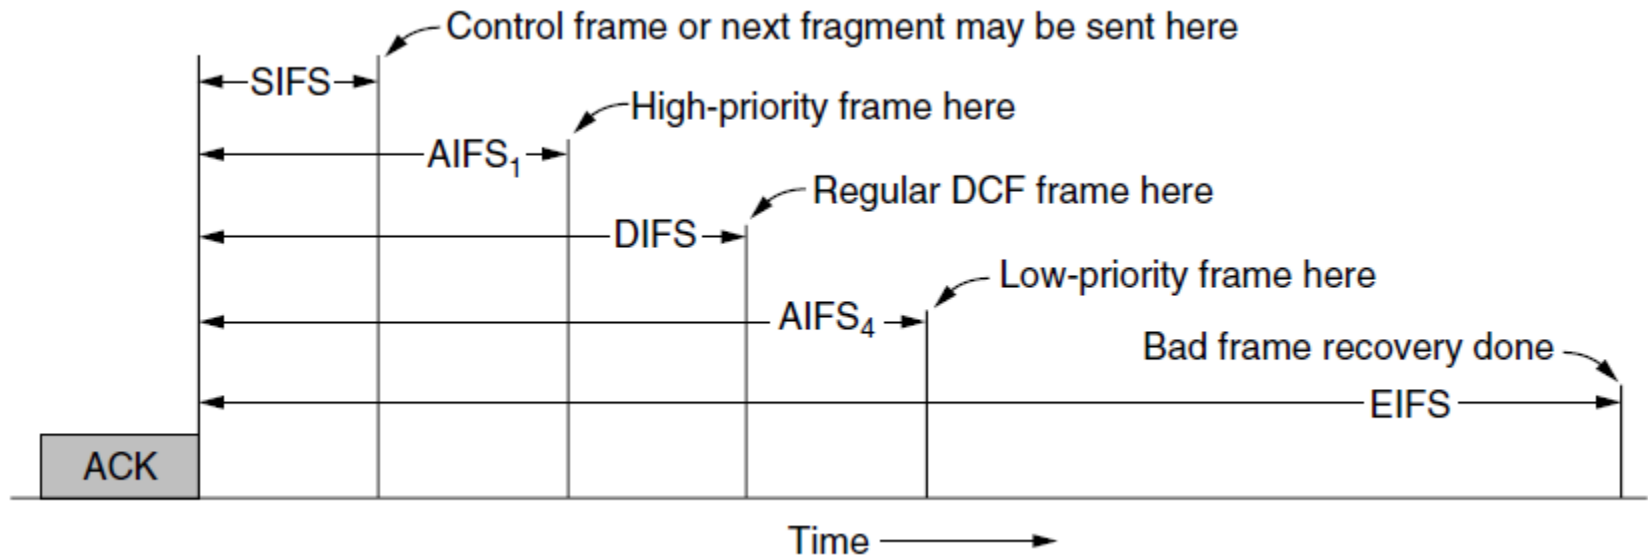 Control frame or next fragment may be sent here
SIFS
High-priority frame here
AIFS₁
Regular DCF frame here
DIFS
Low-priority frame here
AIFS₄
Bad frame recovery done
EIFS
ACK
Time